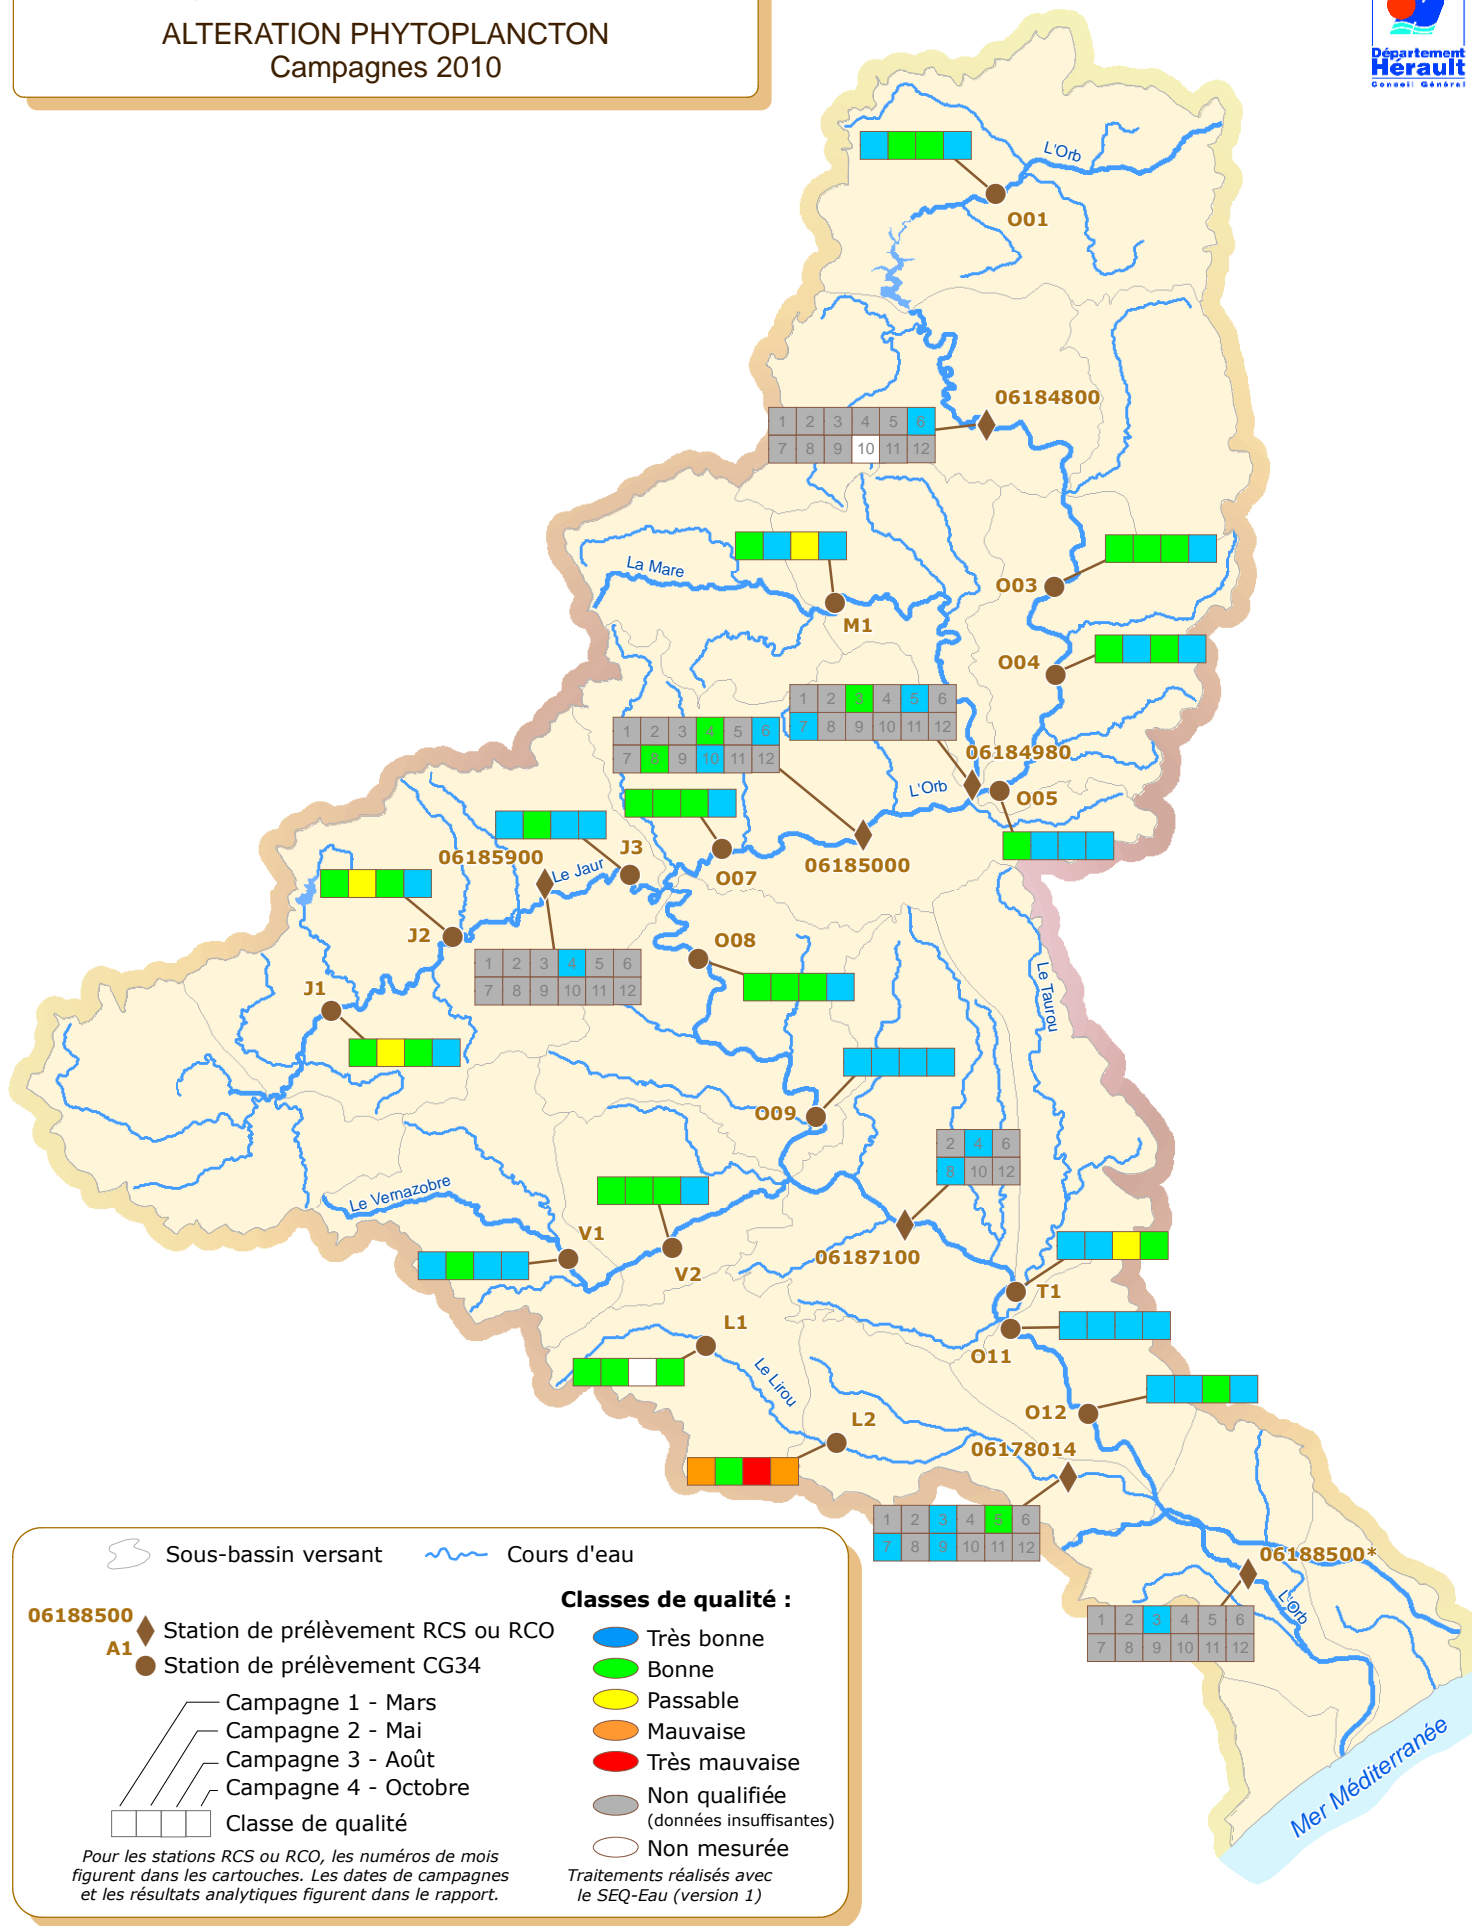 ALTERATION PHYTOPLANCTON
Campagnes 2010
Département
Hérault
Conseil Général
L'Orb
O01
06184800
1 2 3 4 5 6
7 8 9 10 11 12
La Mare
M1
O03
O04
1 2 3 4 5 6
7 8 9 10 11 12
1 2 3 4 5 6
7 8 9 10 11 12
06184980
L'Orb
O05
06185000
J3
O07
06185900
Le Jaur
J2
O08
1 2 3 4 5 6
7 8 9 10 11 12
J1
Le Taurou
O09
2 4 6
8 10 12
Le Vernazobre
V1
V2
06187100
T1
L1
O11
Le Lirou
L2
O12
06178014
1 2 3 4 5 6
7 8 9 10 11 12
06188500*
L'Orb
1 2 3 4 5 6
7 8 9 10 11 12
Mer Méditerranée
Sous-bassin versant
Cours d'eau
06188500
Station de prélèvement RCS ou RCO
A1
Station de prélèvement CG34
Campagne 1 - Mars
Campagne 2 - Mai
Campagne 3 - Août
Campagne 4 - Octobre
Classe de qualité
Pour les stations RCS ou RCO, les numéros de mois
figurent dans les cartouches. Les dates de campagnes
et les résultats analytiques figurent dans le rapport.
Classes de qualité :
Très bonne
Bonne
Passable
Mauvaise
Très mauvaise
Non qualifiée
(données insuffisantes)
Non mesurée
Traitements réalisés avec
le SEQ-Eau (version 1)